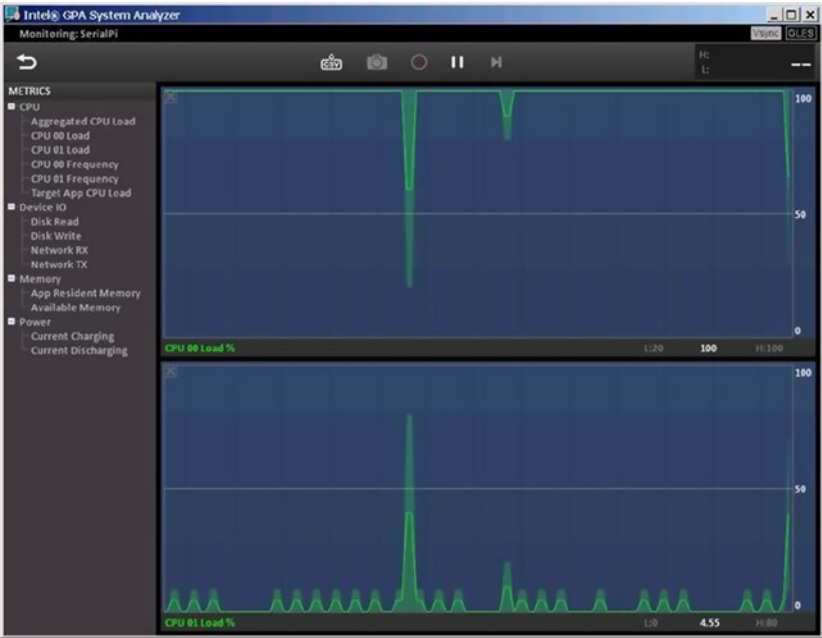 Intel® GPA System Analyzer
Monitoring: SerialPi
Vsync GLES
CSV
H:
L:
--
METRICS
CPU
Aggregated CPU Load
CPU 00 Load
CPU 01 Load
CPU 00 Frequency
CPU 01 Frequency
Target App CPU Load
Device IO
Disk Read
Disk Write
Network RX
Network TX
Memory
App Resident Memory
Available Memory
Power
Current Charging
Current Discharging
100
50
0
CPU 00 Load % L:20 100 H:100
100
50
0
CPU 01 Load % L:0 4.55 H:80